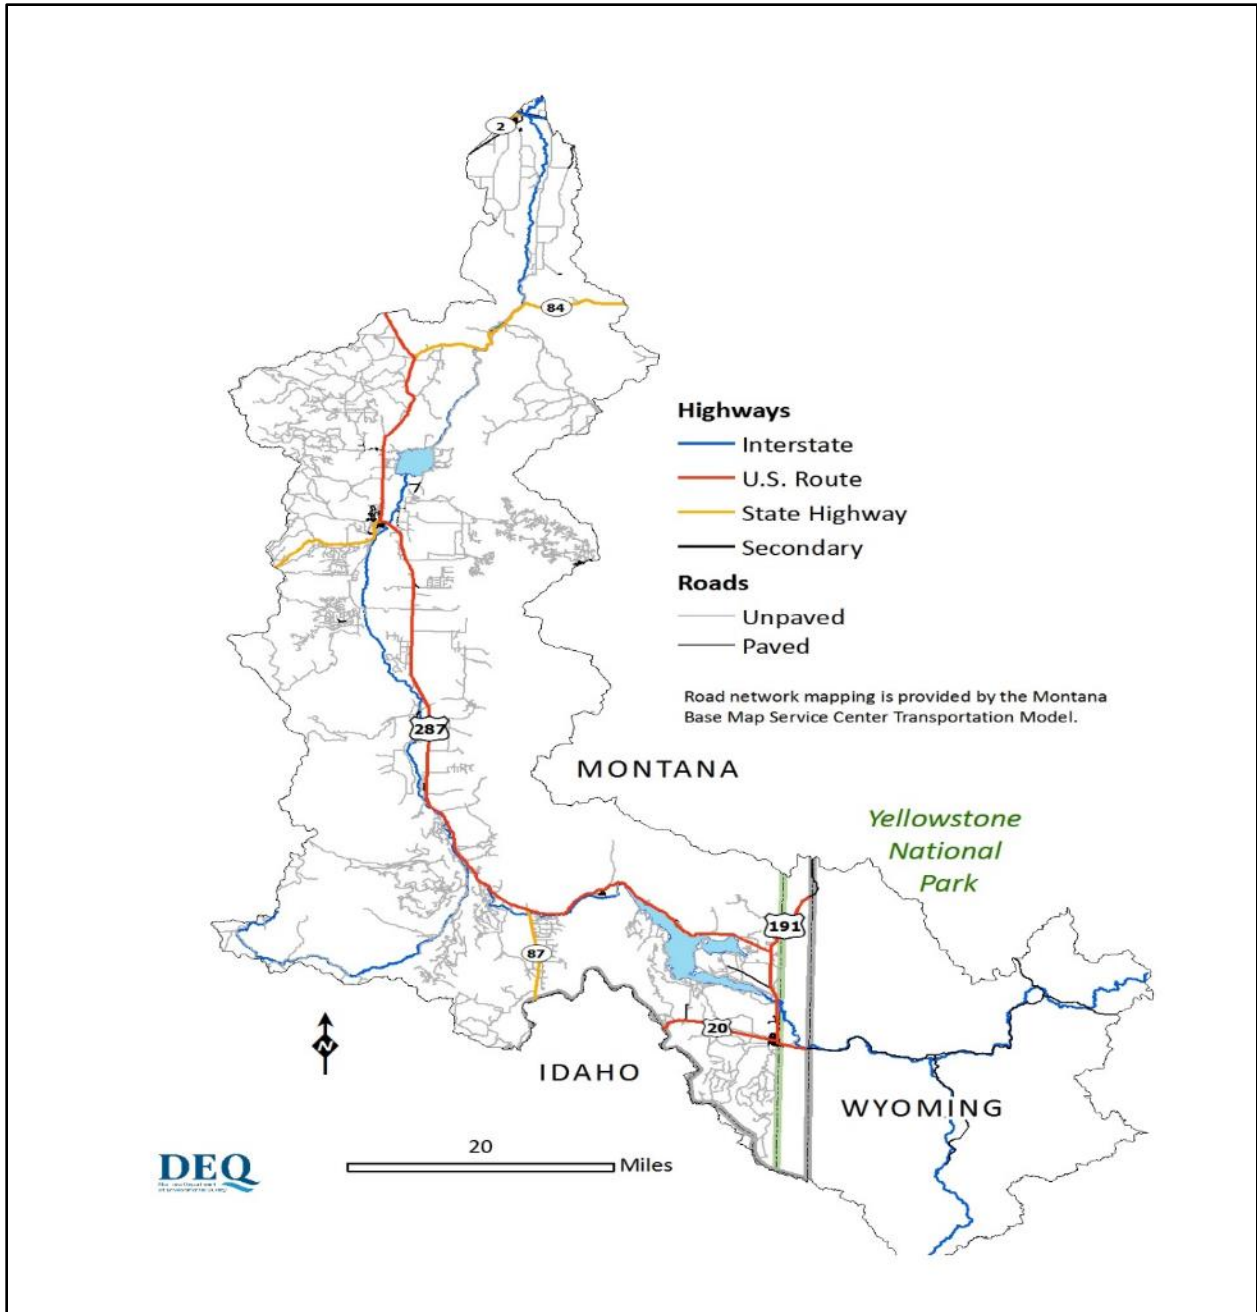 2
84
Highways
Interstate
U.S. Route
State Highway
Secondary
Roads
Unpaved
Paved
Road network mapping is provided by the Montana
Base Map Service Center Transportation Model.
287
MONTANA
Yellowstone
National
Park
191
87
20
N
IDAHO
WYOMING
20
Miles
DEQ